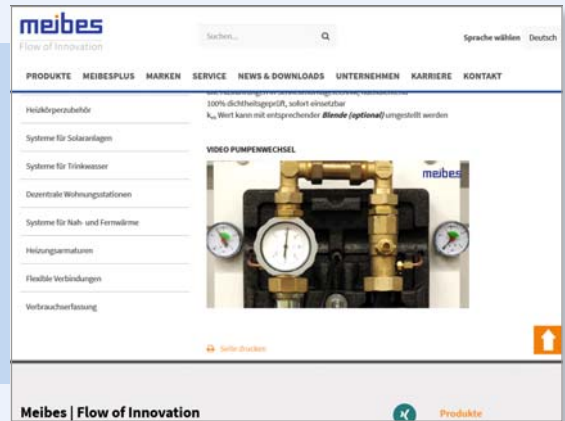 meibes
Flow of Innovation
Suchen...
Sprache wählen Deutsch
PRODUKTE MEIBESPLUS MARKEN SERVICE NEWS & DOWNLOADS UNTERNEHMEN KARRIERE KONTAKT
100% dichtheitsgeprüft, sofort einsetzbar
Wert kann mit entsprechender Blende (optional) umgestellt werden
VIDEO PUMPENWECHSEL
meibes
Heizkörperzubehör
Systeme für Solaranlagen
Systeme für Trinkwasser
Dezentrale Wohnungsstationen
Systeme für Nah- und Fernwärme
Heizungsarmaturen
Flexible Verbindungen
Verbrauchserfassung
Seite drucken
Meibes | Flow of Innovation
Produkte